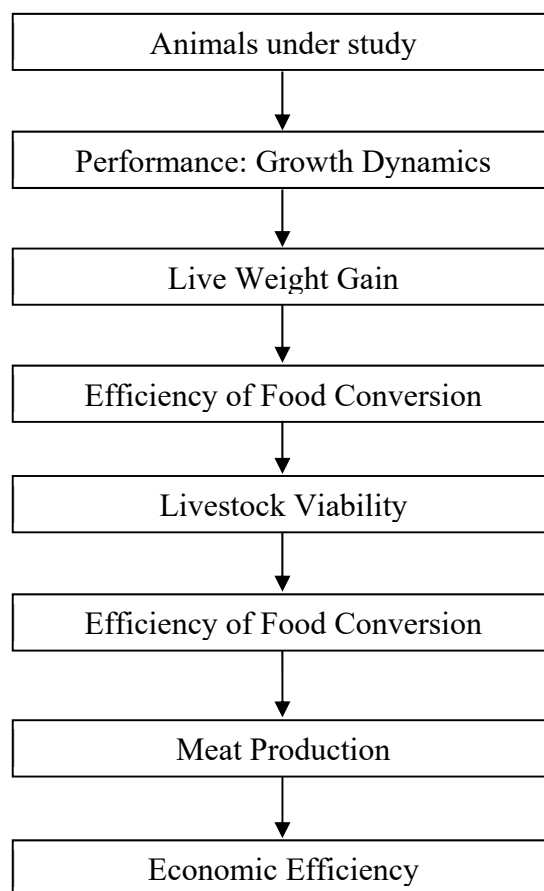 Animals under study
Performance: Growth Dynamics
Live Weight Gain
Efficiency of Food Conversion
Livestock Viability
Efficiency of Food Conversion
Meat Production
Economic Efficiency